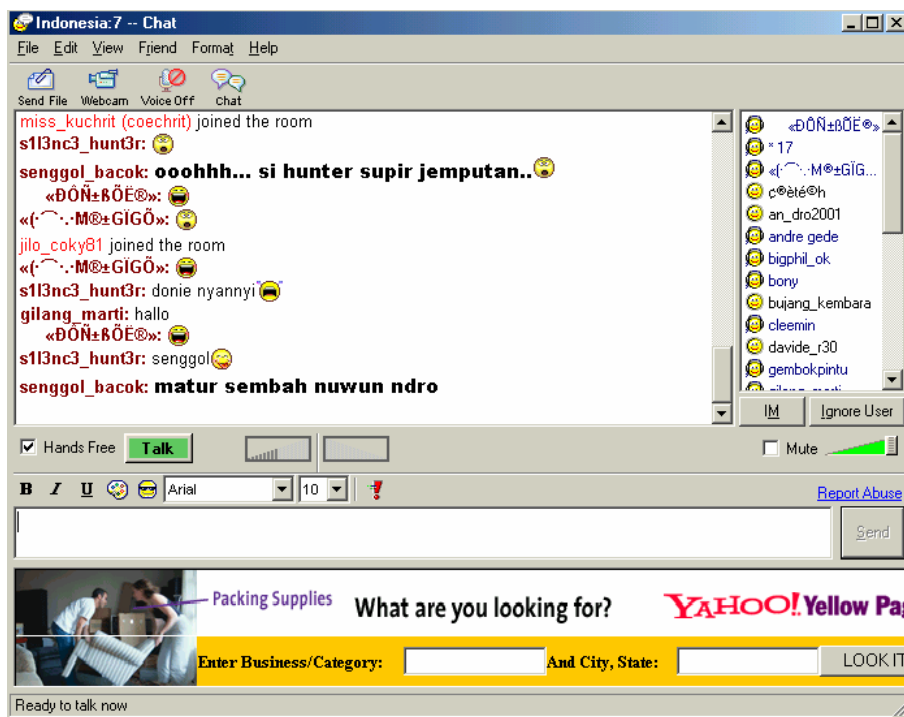 Indonesia:7 -- Chat
File Edit View Friend Format Help
Send File Webcam Voice Off Chat
miss_kuchrit (coechrit) joined the room
s1l3nc3_hunt3r:
senggol_bacok: ooohhh... si hunter supir jemputan..
«ÐÔÑ±ßÕË®»:
«(·¯`·.·M®±GÏGÕ»:
jilo_coky81 joined the room
«(·¯`·.·M®±GÏGÕ»:
s1l3nc3_hunt3r: donie nyannyi
gilang_marti: hallo
«ÐÔÑ±ßÕË®»:
s1l3nc3_hunt3r: senggol
senggol_bacok: matur sembah nuwun ndro
«ÐÔÑ±ßÕË®»
* 17
«(·¯`·.·M®±GÏG...
ç®èté©h
an_dro2001
andre gede
bigphil_ok
bony
bujang_kembara
cleemin
davide_r30
gembokpintu
IM Ignore User
Hands Free Talk Mute
B I U Arial 10 Report Abuse
Send
Packing Supplies What are you looking for? YAHOO! Yellow Pa
Enter Business/Category: And City, State: LOOK IT
Ready to talk now